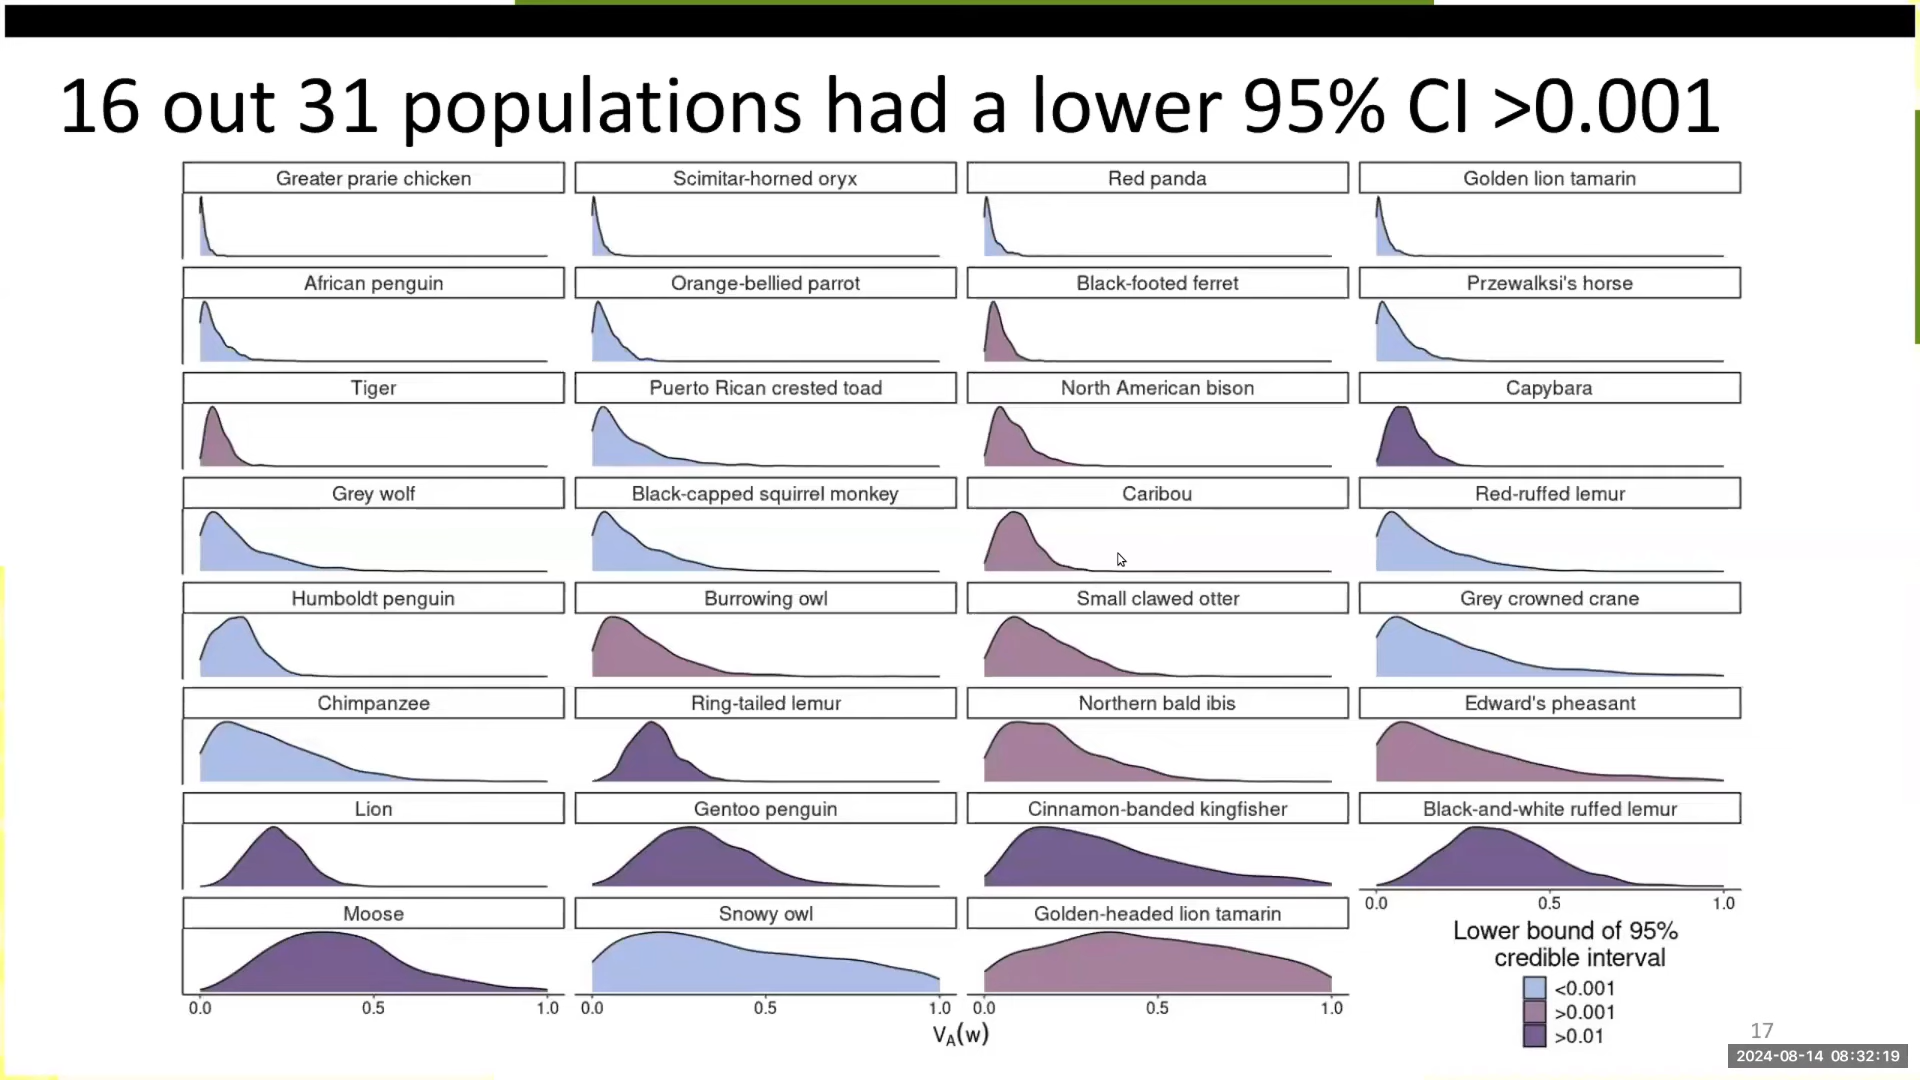 16 out 31 populations had a lower 95% CI >0.001
Greater prarie chicken
Scimitar-horned oryx
Red panda
Golden lion tamarin
African penguin
Orange-bellied parrot
Black-footed ferret
Przewalksi's horse
Tiger
Puerto Rican crested toad
North American bison
Capybara
Grey wolf
Black-capped squirrel monkey
Caribou
Red-ruffed lemur
Humboldt penguin
Burrowing owl
Small clawed otter
Grey crowned crane
Chimpanzee
Ring-tailed lemur
Northern bald ibis
Edward's pheasant
Lion
Gentoo penguin
Cinnamon-banded kingfisher
Black-and-white ruffed lemur
0.0 0.5 1.0
Moose
Snowy owl
Golden-headed lion tamarin
0.0 0.5 1.0
0.0 0.5 1.0
0.0 0.5 1.0
VA(w)
Lower bound of 95%
credible interval
<0.001
>0.001
>0.01
17
2024-08-14 08:32:19